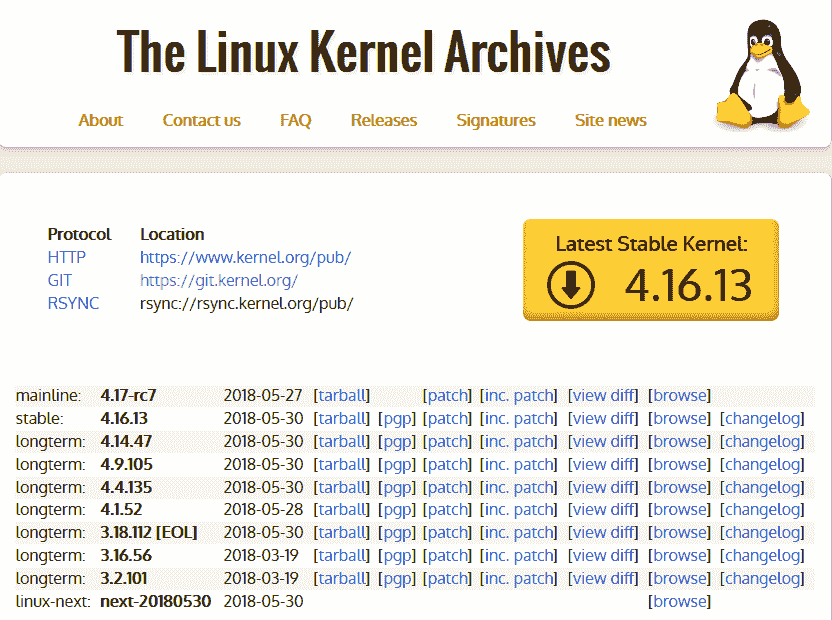 The Linux Kernel Archives
About Contact us FAQ Releases Signatures Site news
Protocol Location
HTTP https://www.kernel.org/pub/
GIT https://git.kernel.org/
RSYNC rsync://rsync.kernel.org/pub/
Latest Stable Kernel:
4.16.13
mainline: 4.17-rc7 2018-05-27 [tarball] [patch] [inc. patch] [view diff] [browse]
stable: 4.16.13 2018-05-30 [tarball] [pgp] [patch] [inc. patch] [view diff] [browse] [changelog]
longterm: 4.14.47 2018-05-30 [tarball] [pgp] [patch] [inc. patch] [view diff] [browse] [changelog]
longterm: 4.9.105 2018-05-30 [tarball] [pgp] [patch] [inc. patch] [view diff] [browse] [changelog]
longterm: 4.4.135 2018-05-30 [tarball] [pgp] [patch] [inc. patch] [view diff] [browse] [changelog]
longterm: 4.1.52 2018-05-28 [tarball] [pgp] [patch] [inc. patch] [view diff] [browse] [changelog]
longterm: 3.18.112 [EOL] 2018-05-30 [tarball] [pgp] [patch] [inc. patch] [view diff] [browse] [changelog]
longterm: 3.16.56 2018-03-19 [tarball] [pgp] [patch] [inc. patch] [view diff] [browse] [changelog]
longterm: 3.2.101 2018-03-19 [tarball] [pgp] [patch] [inc. patch] [view diff] [browse] [changelog]
linux-next: next-20180530 2018-05-30 [browse]